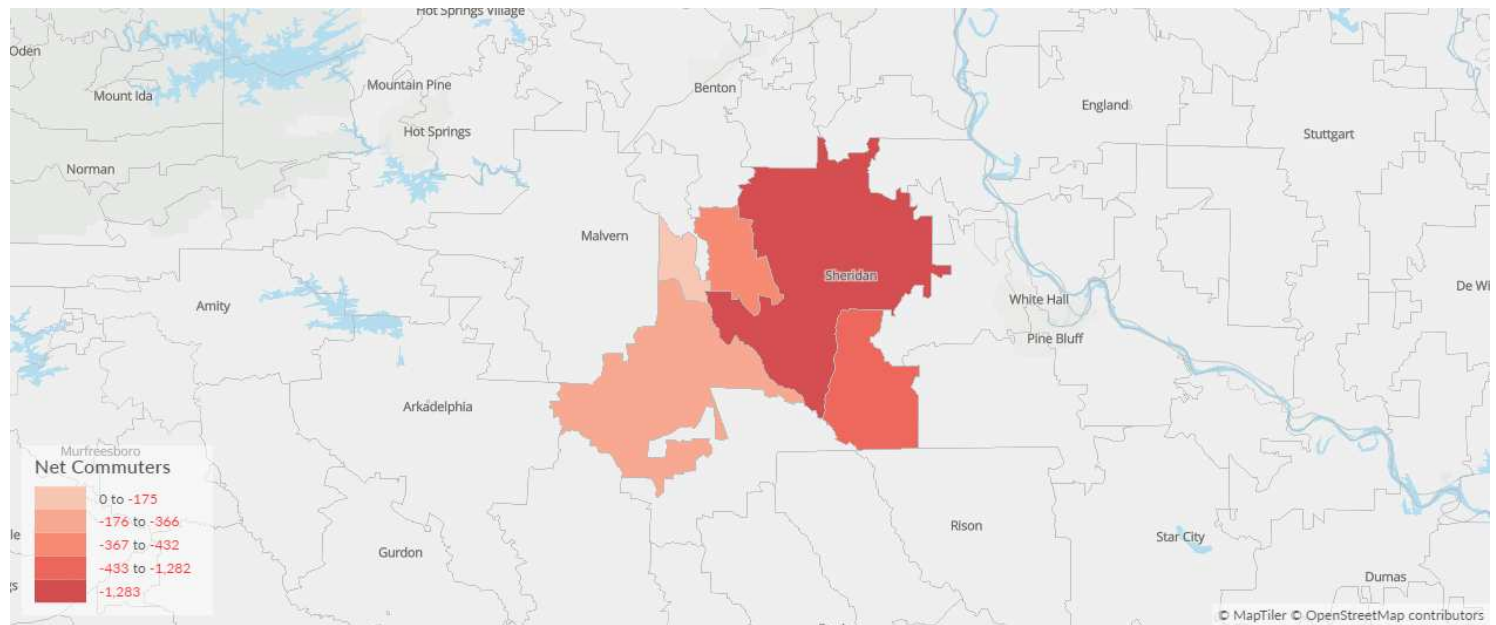 Hot Springs Village
Oden
Mountain Pine
Benton
Mount Ida
England
Hot Springs
Stuttgart
Norman
Malvern
Sheridan
De Wi
Amity
White Hall
Pine Bluff
Arkadelphia
Murfreesboro
Net Commuters
0 to -175
-176 to -366
-367 to -432
-433 to -1,282
-1,283
le
gs
Rison
Star City
Gurdon
Dumas
© MapTiler © OpenStreetMap contributors